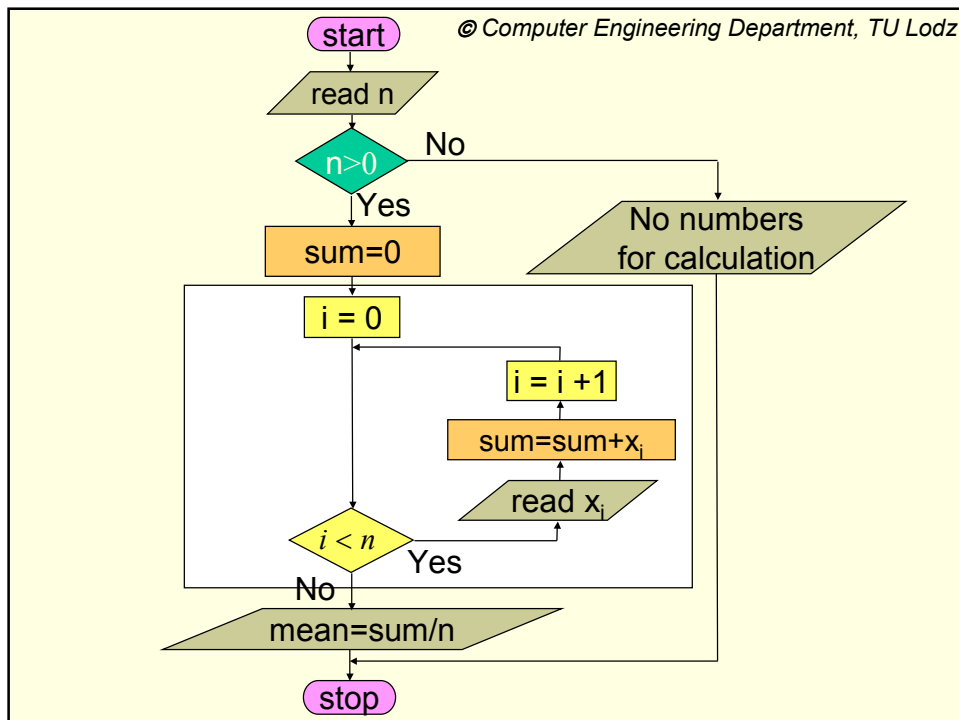 start
© Computer Engineering Department, TU Lodz
read n
n>0
No
Yes
No numbers
for calculation
sum=0
i = 0
i = i +1
sum=sum+xᵢ
read xᵢ
i < n
Yes
No
mean=sum/n
stop